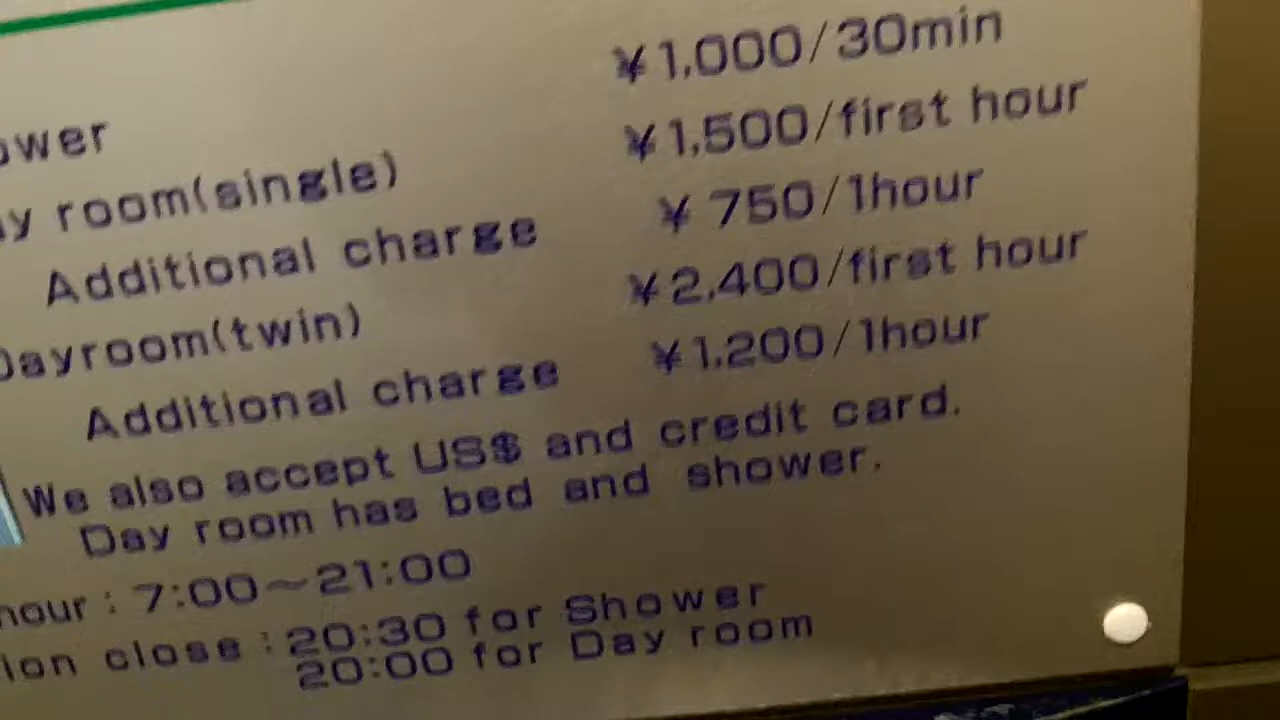 ower ¥1,000/30min
ay room(single) ¥1,500/first hour
Additional charge ¥ 750/1hour
Dayroom(twin) ¥2,400/first hour
Additional charge ¥1,200/1hour
We also accept US$ and credit card.
Day room has bed and shower.
hour : 7:00~21:00
ion close : 20:30 for Shower
20:00 for Day room